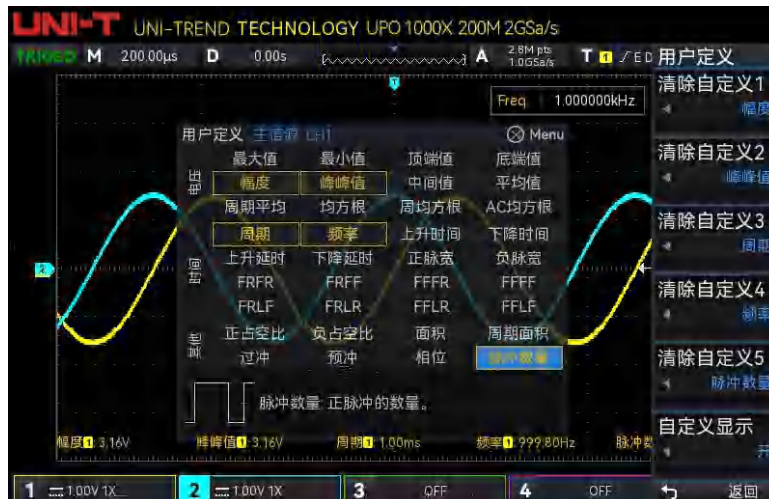 UNI-T UNI-TREND TECHNOLOGY UPO 1000X 200M 2GSa/s
TRIGED M 200.00μs D 0.00s A 2.8M pts 1.0GSa/s T 1 ED
用户定义
Freq 1.000000kHz
用户定义 主信源 CH1 Menu
电压
最大值 最小值 顶端值 底端值
幅度 峰峰值 中间值 平均值
周期平均 均方根 周均方根 AC均方根
时间
周期 频率 上升时间 下降时间
上升延时 下降延时 正脉宽 负脉宽
FRFR FRFF FFFR FFFF
FRLF FRLR FFLR FFLF
其他
正占空比 负占空比 面积 周期面积
过冲 预冲 相位 脉冲数量
脉冲数量: 正脉冲的数量。
2
幅度1:3.16V 峰峰值1:3.16V 周期1:1.00ms 频率1:999.80Hz 脉冲数
1 1.00V 1X 2 1.00V 1X 3 OFF 4 OFF
清除自定义1
幅度
清除自定义2
峰峰值
清除自定义3
周期
清除自定义4
频率
清除自定义5
脉冲数量
自定义显示
开
返回